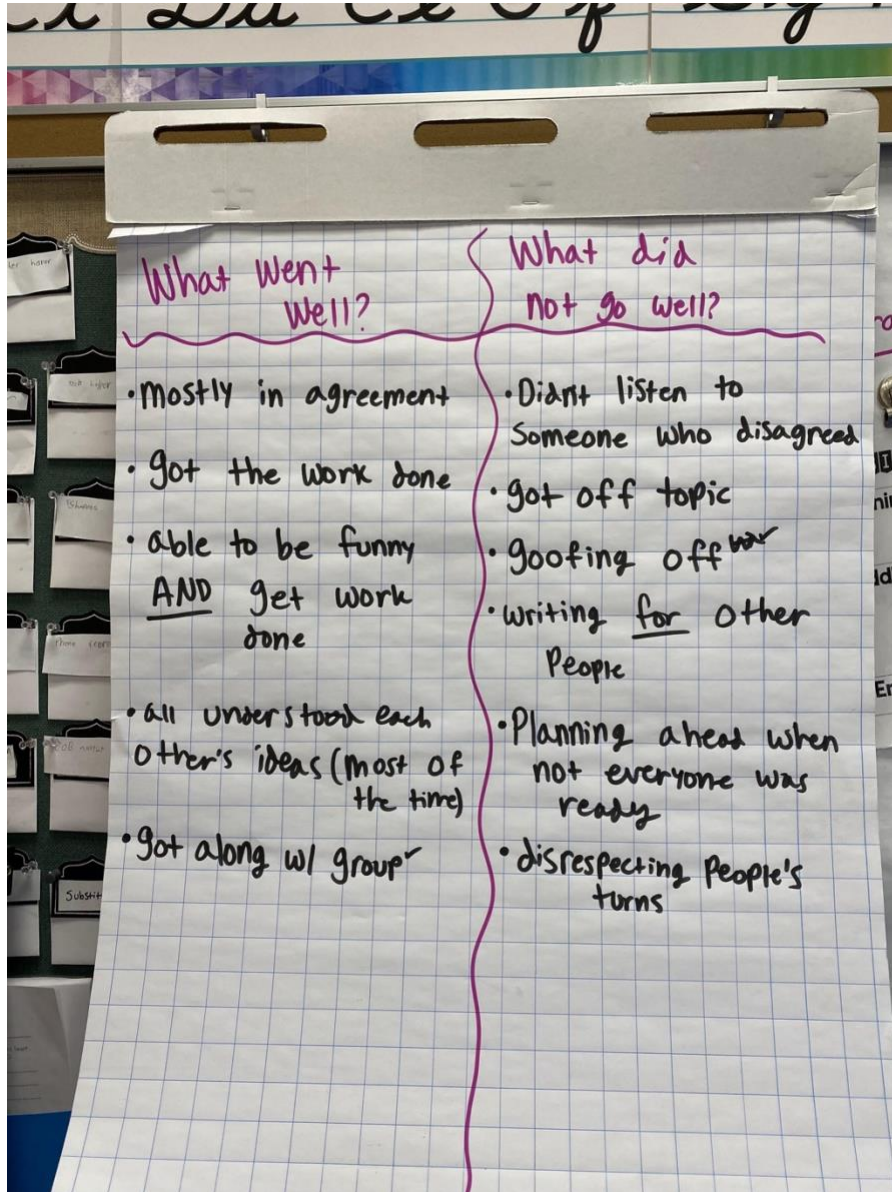 What went
Well?
•mostly in agreement
•got the work done
•able to be funny
AND get work
done
•all understood each
other's ideas (most of
the time)
•got along w/ group
What did
not go well?
•Didn't listen to
Someone who disagreed
•got off topic
•goofing off
•writing for other
People
•Planning ahead when
not everyone was
ready
•disrespecting People's
turns
Substit